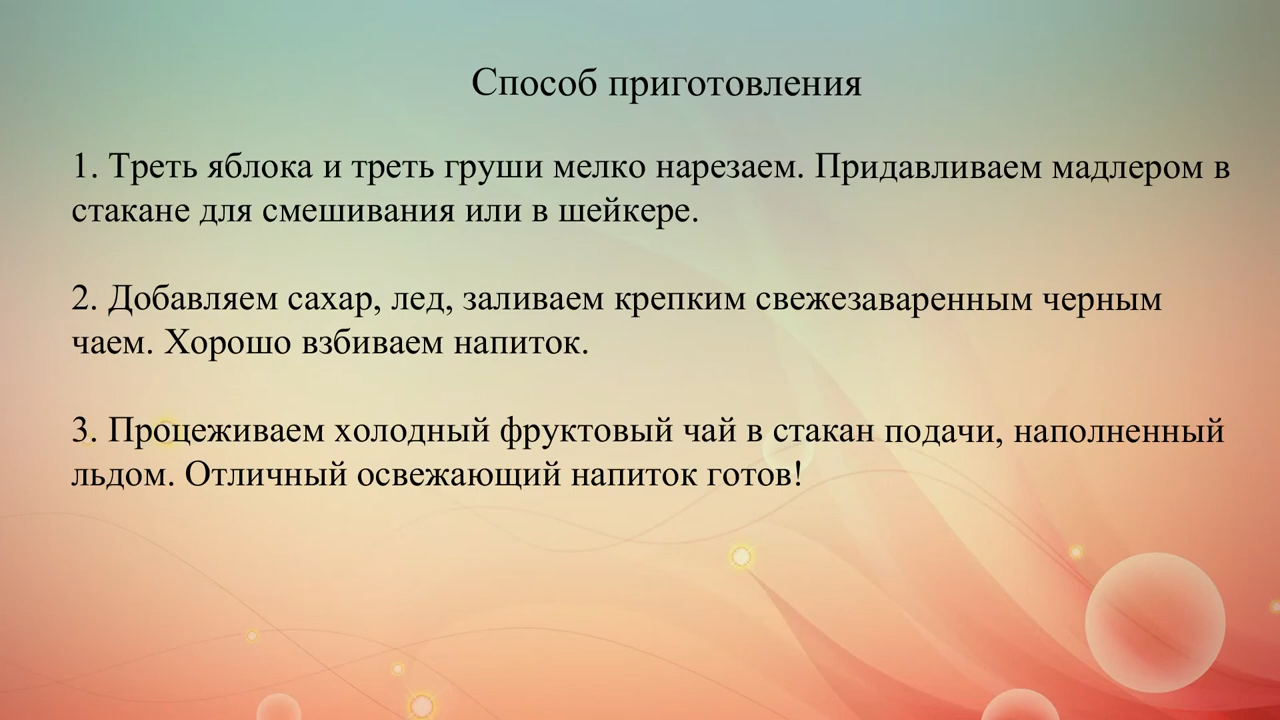 Способ приготовления
1. Треть яблока и треть груши мелко нарезаем. Придавливаем мадлером в
стакане для смешивания или в шейкере.
2. Добавляем сахар, лед, заливаем крепким свежезаваренным черным
чаем. Хорошо взбиваем напиток.
3. Процеживаем холодный фруктовый чай в стакан подачи, наполненный
льдом. Отличный освежающий напиток готов!